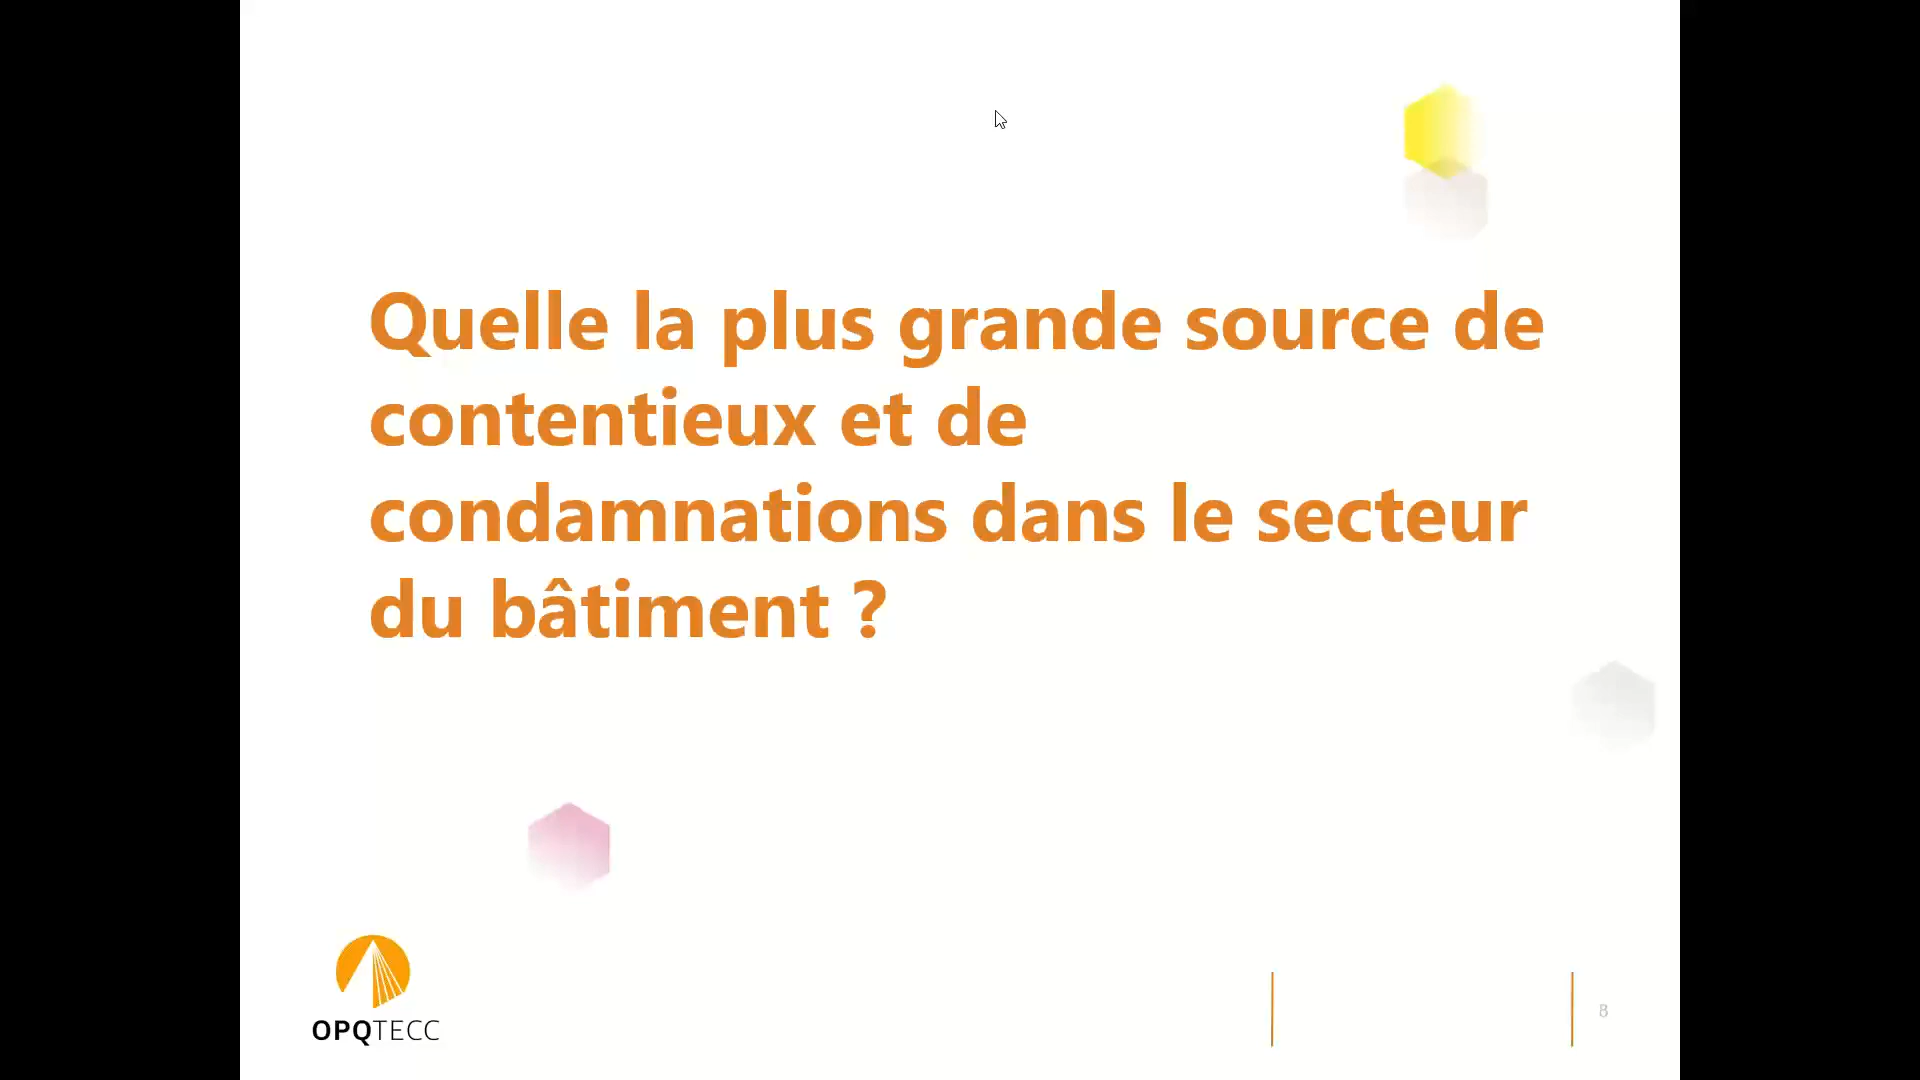 Quelle la plus grande source de
contentieux et de
condamnations dans le secteur
du bâtiment ?
OPQTECC
8